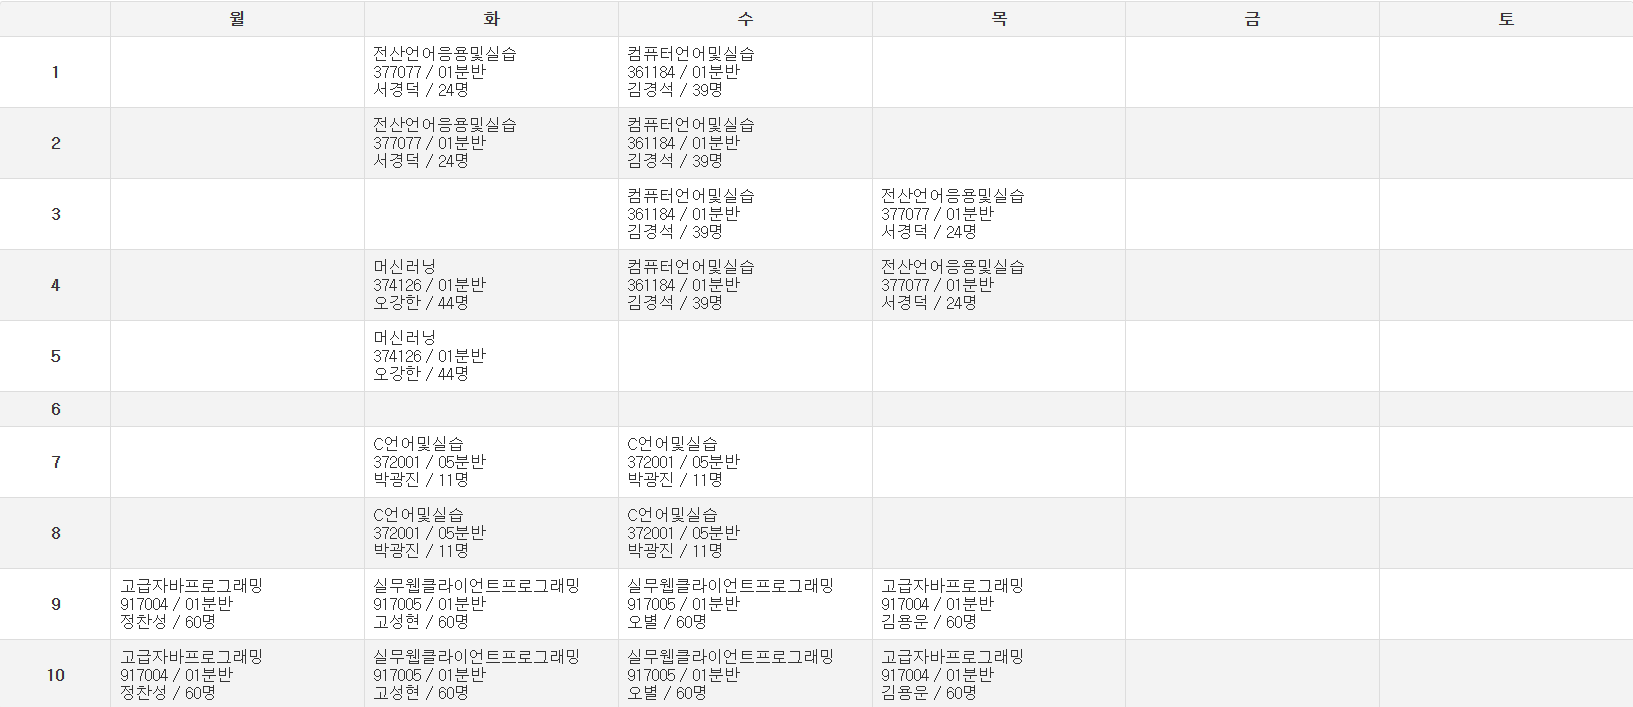 월 화 수 목 금 토
1
전산언어응용및실습
377077 / 01분반
서경덕 / 24명
컴퓨터언어및실습
361184 / 01분반
김경석 / 39명
2
전산언어응용및실습
377077 / 01분반
서경덕 / 24명
컴퓨터언어및실습
361184 / 01분반
김경석 / 39명
3
컴퓨터언어및실습
361184 / 01분반
김경석 / 39명
전산언어응용및실습
377077 / 01분반
서경덕 / 24명
4
머신러닝
374126 / 01분반
오강한 / 44명
컴퓨터언어및실습
361184 / 01분반
김경석 / 39명
전산언어응용및실습
377077 / 01분반
서경덕 / 24명
5
머신러닝
374126 / 01분반
오강한 / 44명
6
7
C언어및실습
372001 / 05분반
박광진 / 11명
C언어및실습
372001 / 05분반
박광진 / 11명
8
C언어및실습
372001 / 05분반
박광진 / 11명
C언어및실습
372001 / 05분반
박광진 / 11명
9
고급자바프로그래밍
917004 / 01분반
정찬성 / 60명
실무웹클라이언트프로그래밍
917005 / 01분반
고성현 / 60명
실무웹클라이언트프로그래밍
917005 / 01분반
오별 / 60명
고급자바프로그래밍
917004 / 01분반
김용운 / 60명
10
고급자바프로그래밍
917004 / 01분반
정찬성 / 60명
실무웹클라이언트프로그래밍
917005 / 01분반
고성현 / 60명
실무웹클라이언트프로그래밍
917005 / 01분반
오별 / 60명
고급자바프로그래밍
917004 / 01분반
김용운 / 60명